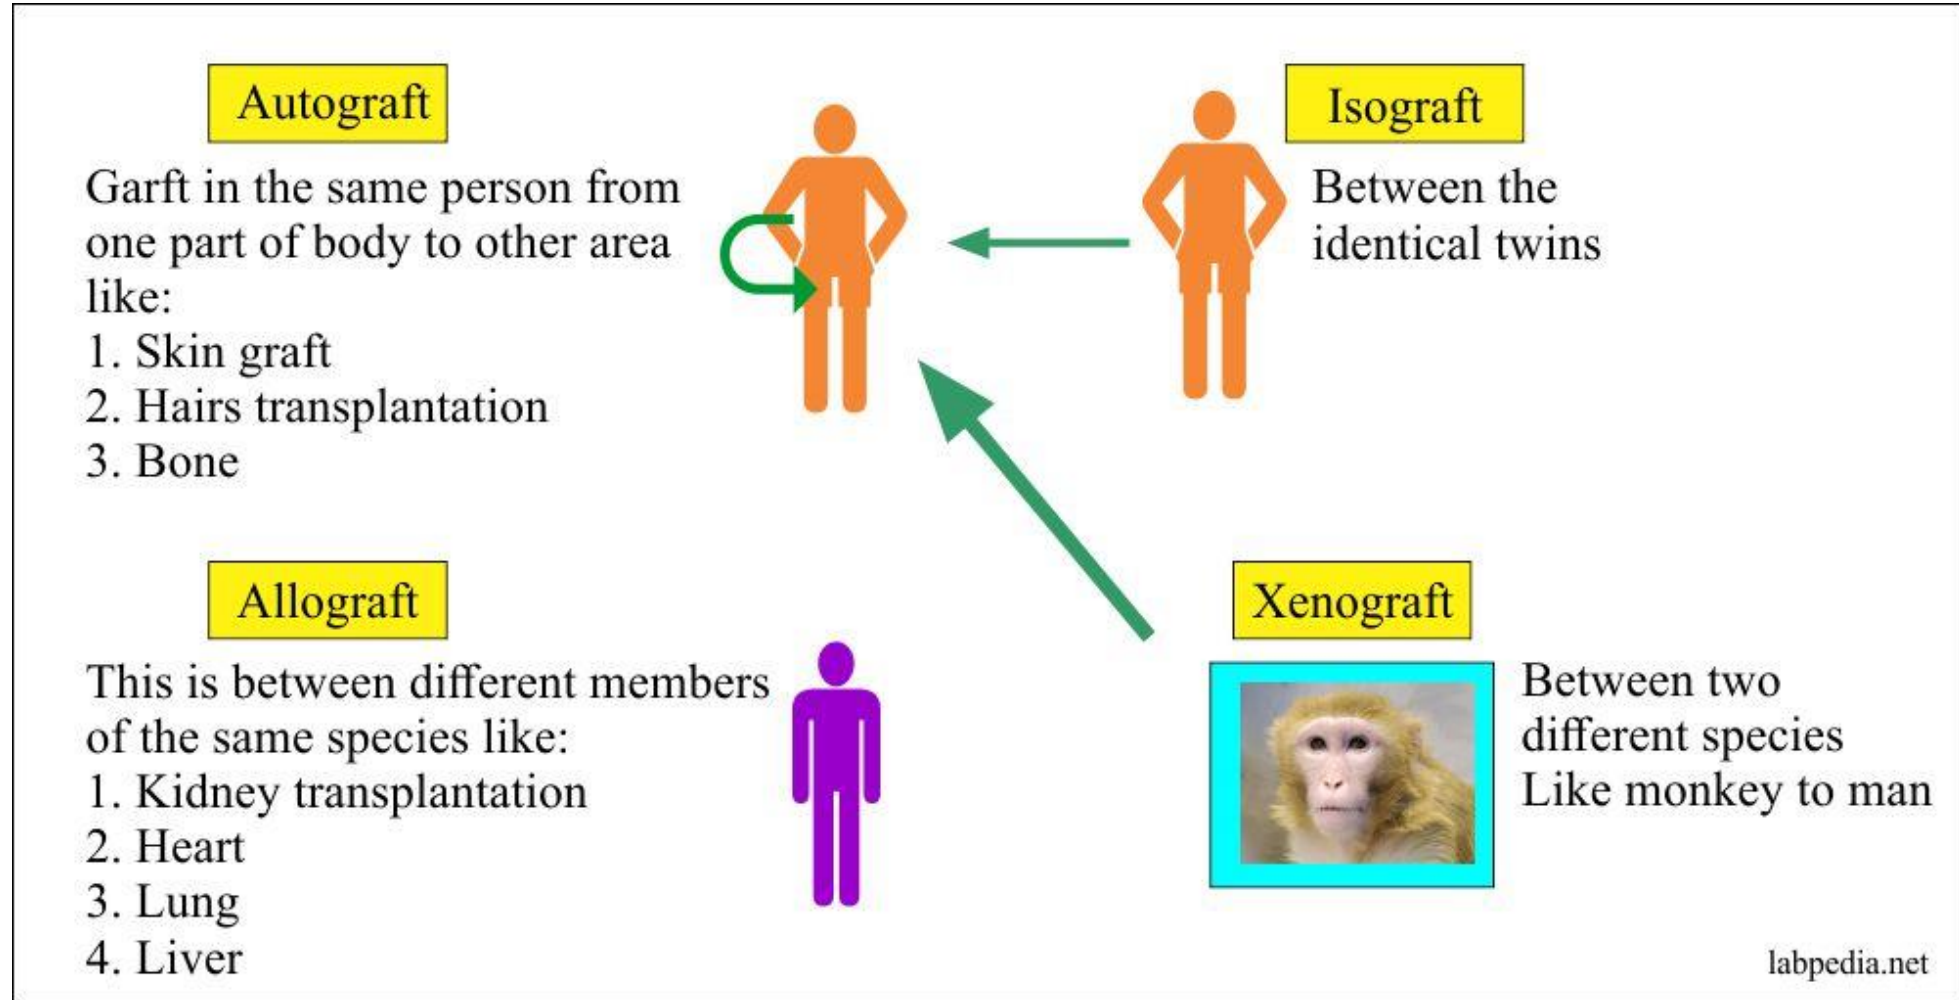 Autograft
Garft in the same person from
one part of body to other area
like:
1. Skin graft
2. Hairs transplantation
3. Bone
Isograft
Between the
identical twins
Allograft
This is between different members
of the same species like:
1. Kidney transplantation
2. Heart
3. Lung
4. Liver
Xenograft
Between two
different species
Like monkey to man
labpedia.net